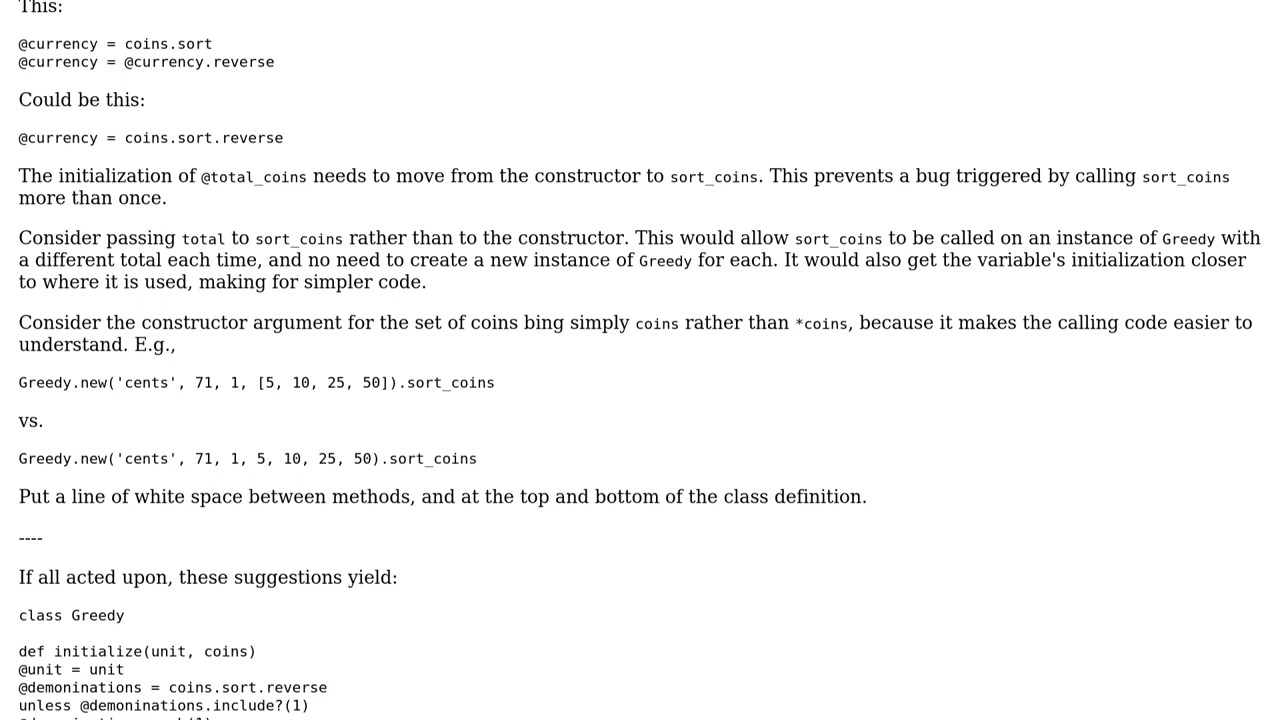 This:
@currency = coins.sort
@currency = @currency.reverse
Could be this:
@currency = coins.sort.reverse
The initialization of @total_coins needs to move from the constructor to sort_coins. This prevents a bug triggered by calling sort_coins
more than once.
Consider passing total to sort_coins rather than to the constructor. This would allow sort_coins to be called on an instance of Greedy with
a different total each time, and no need to create a new instance of Greedy for each. It would also get the variable's initialization closer
to where it is used, making for simpler code.
Consider the constructor argument for the set of coins bing simply coins rather than *coins, because it makes the calling code easier to
understand. E.g.,
Greedy.new('cents', 71, 1, [5, 10, 25, 50]).sort_coins
vs.
Greedy.new('cents', 71, 1, 5, 10, 25, 50).sort_coins
Put a line of white space between methods, and at the top and bottom of the class definition.
----
If all acted upon, these suggestions yield:
class Greedy
def initialize(unit, coins)
@unit = unit
@demoninations = coins.sort.reverse
unless @demoninations.include?(1)